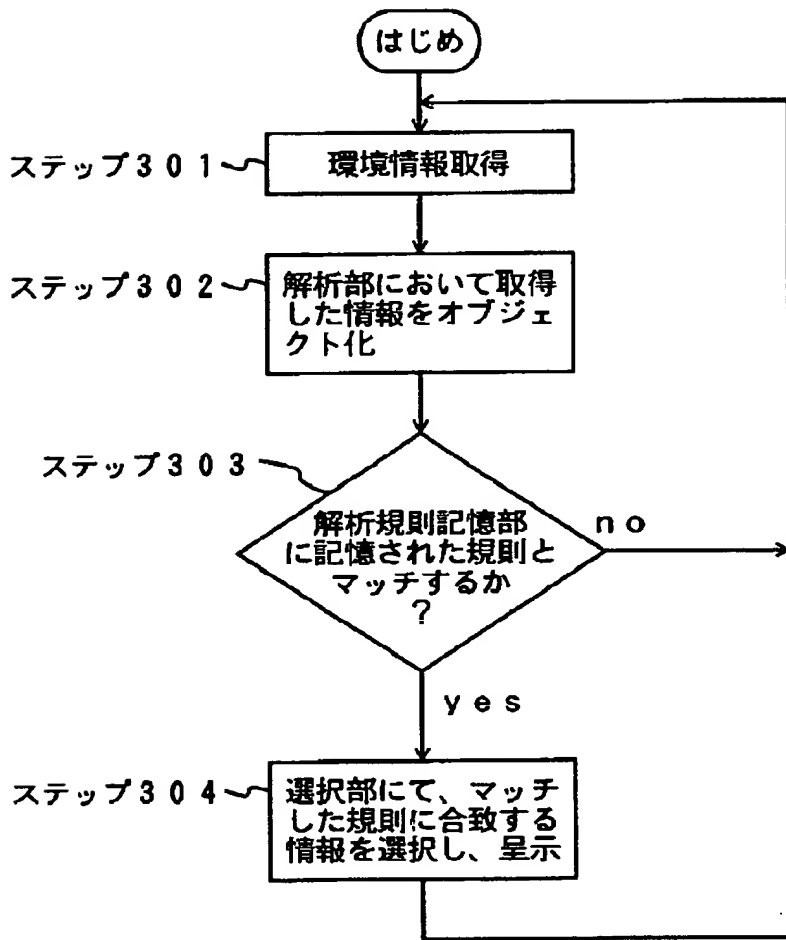 はじめ
ステップ301
環境情報取得
ステップ302
解析部において取得
した情報をオブジェ
クト化
ステップ303
解析規則記憶部
に記憶された規則と
マッチするか
?
no
yes
ステップ304
選択部にて、マッチ
した規則に合致する
情報を選択し、呈示